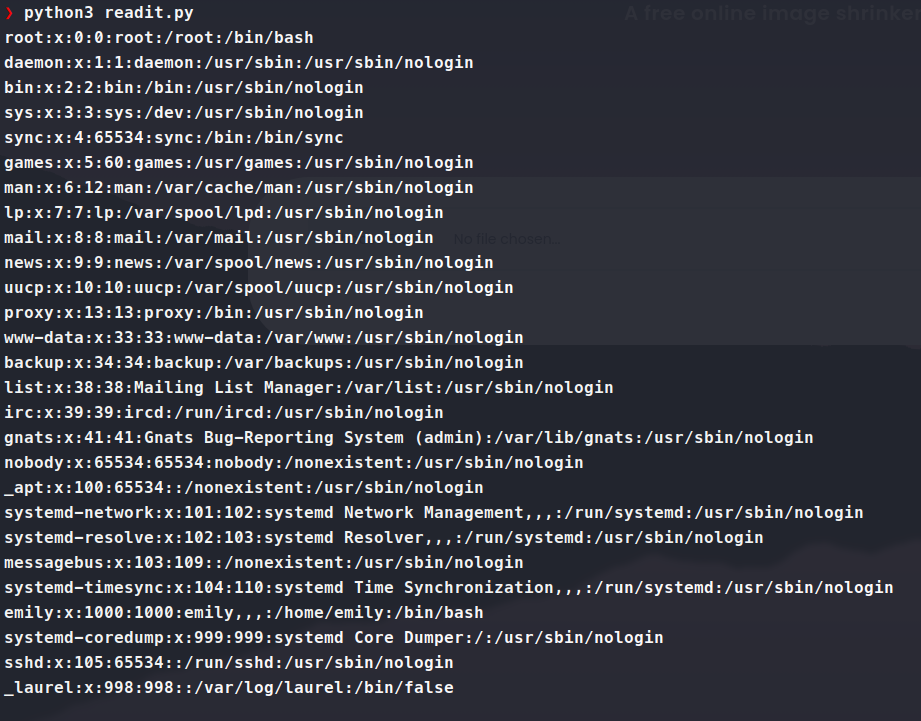 ❯ python3 readit.py
A free online image shrinker
root:x:0:0:root:/root:/bin/bash
daemon:x:1:1:daemon:/usr/sbin:/usr/sbin/nologin
bin:x:2:2:bin:/bin:/usr/sbin/nologin
sys:x:3:3:sys:/dev:/usr/sbin/nologin
sync:x:4:65534:sync:/bin:/bin/sync
games:x:5:60:games:/usr/games:/usr/sbin/nologin
man:x:6:12:man:/var/cache/man:/usr/sbin/nologin
lp:x:7:7:lp:/var/spool/lpd:/usr/sbin/nologin
mail:x:8:8:mail:/var/mail:/usr/sbin/nologin
No file chosen...
news:x:9:9:news:/var/spool/news:/usr/sbin/nologin
uucp:x:10:10:uucp:/var/spool/uucp:/usr/sbin/nologin
proxy:x:13:13:proxy:/bin:/usr/sbin/nologin
www-data:x:33:33:www-data:/var/www:/usr/sbin/nologin
backup:x:34:34:backup:/var/backups:/usr/sbin/nologin
list:x:38:38:Mailing List Manager:/var/list:/usr/sbin/nologin
irc:x:39:39:ircd:/run/ircd:/usr/sbin/nologin
gnats:x:41:41:Gnats Bug-Reporting System (admin):/var/lib/gnats:/usr/sbin/nologin
nobody:x:65534:65534:nobody:/nonexistent:/usr/sbin/nologin
_apt:x:100:65534::/nonexistent:/usr/sbin/nologin
systemd-network:x:101:102:systemd Network Management,,,:/run/systemd:/usr/sbin/nologin
systemd-resolve:x:102:103:systemd Resolver,,,:/run/systemd:/usr/sbin/nologin
messagebus:x:103:109::/nonexistent:/usr/sbin/nologin
systemd-timesync:x:104:110:systemd Time Synchronization,,,:/run/systemd:/usr/sbin/nologin
emily:x:1000:1000:emily,,,:/home/emily:/bin/bash
systemd-coredump:x:999:999:systemd Core Dumper:/:/usr/sbin/nologin
sshd:x:105:65534::/run/sshd:/usr/sbin/nologin
_laurel:x:998:998::/var/log/laurel:/bin/false